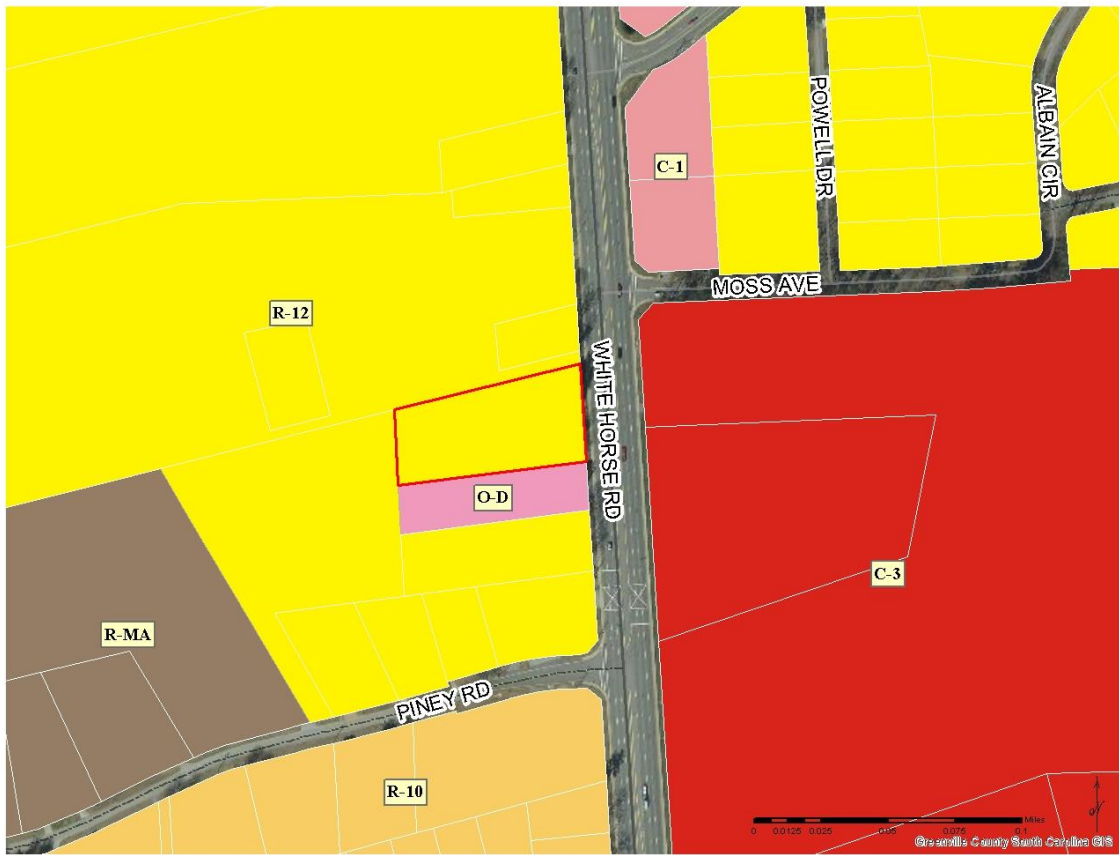 C-1
POWELL DR
ALBAIN CIR
MOSS AVE
R-12
WHITE HORSE RD
O-D
C-3
R-MA
PINEY RD
R-10
Miles
0 0.0125 0.025 0.05 0.075 0.1
Greenville County South Carolina GIS